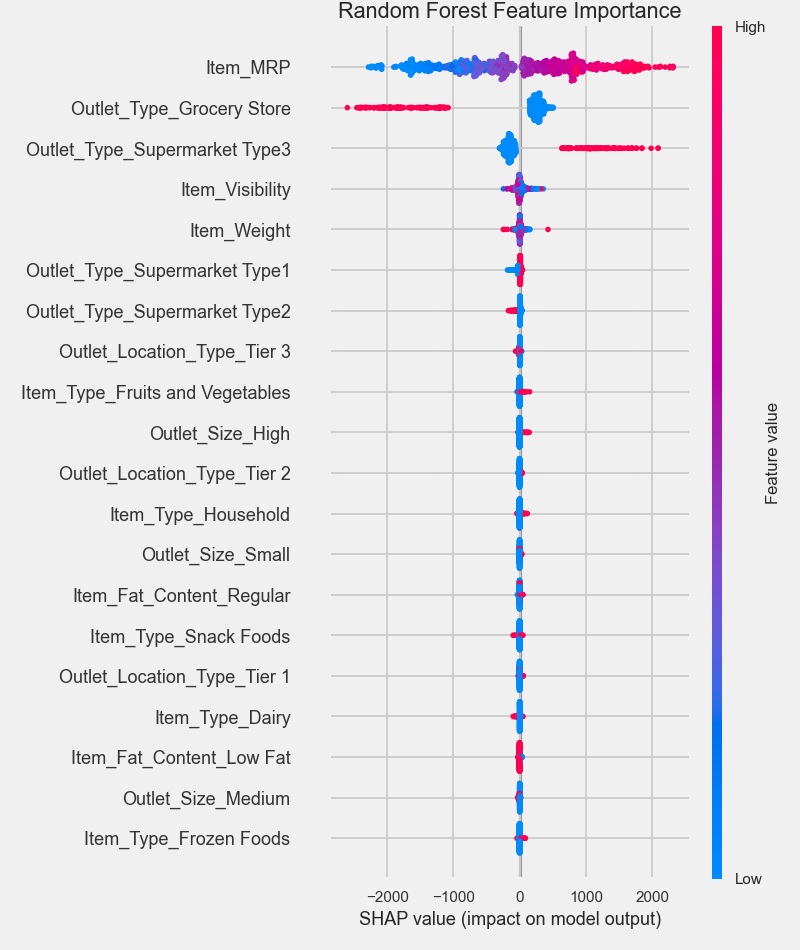 Random Forest Feature Importance
High
Item_MRP
Outlet_Type_Grocery Store
Outlet_Type_Supermarket Type3
Item_Visibility
Item_Weight
Outlet_Type_Supermarket Type1
Outlet_Type_Supermarket Type2
Outlet_Location_Type_Tier 3
Item_Type_Fruits and Vegetables
Outlet_Size_High
Outlet_Location_Type_Tier 2
Item_Type_Household
Outlet_Size_Small
Item_Fat_Content_Regular
Item_Type_Snack Foods
Outlet_Location_Type_Tier 1
Item_Type_Dairy
Item_Fat_Content_Low Fat
Outlet_Size_Medium
Item_Type_Frozen Foods
Feature value
Low
−2000 −1000 0 1000 2000
SHAP value (impact on model output)